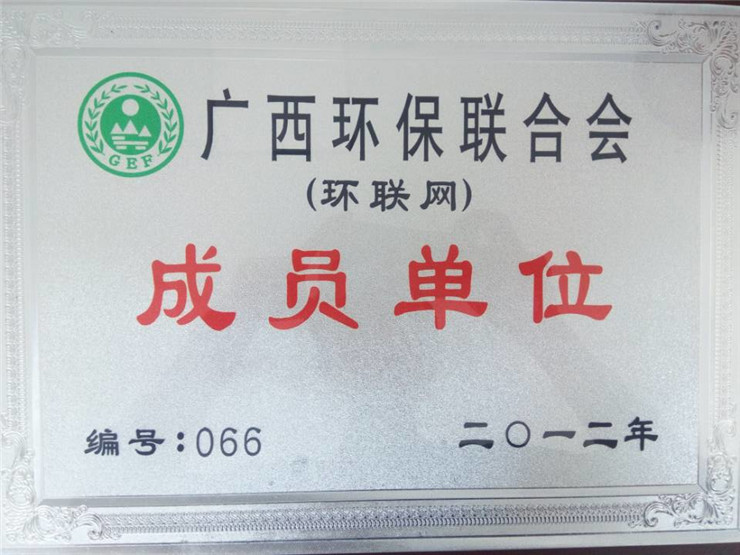 GEF
广西环保联合会
(环联网)
成员单位
编号:066
二〇一二年